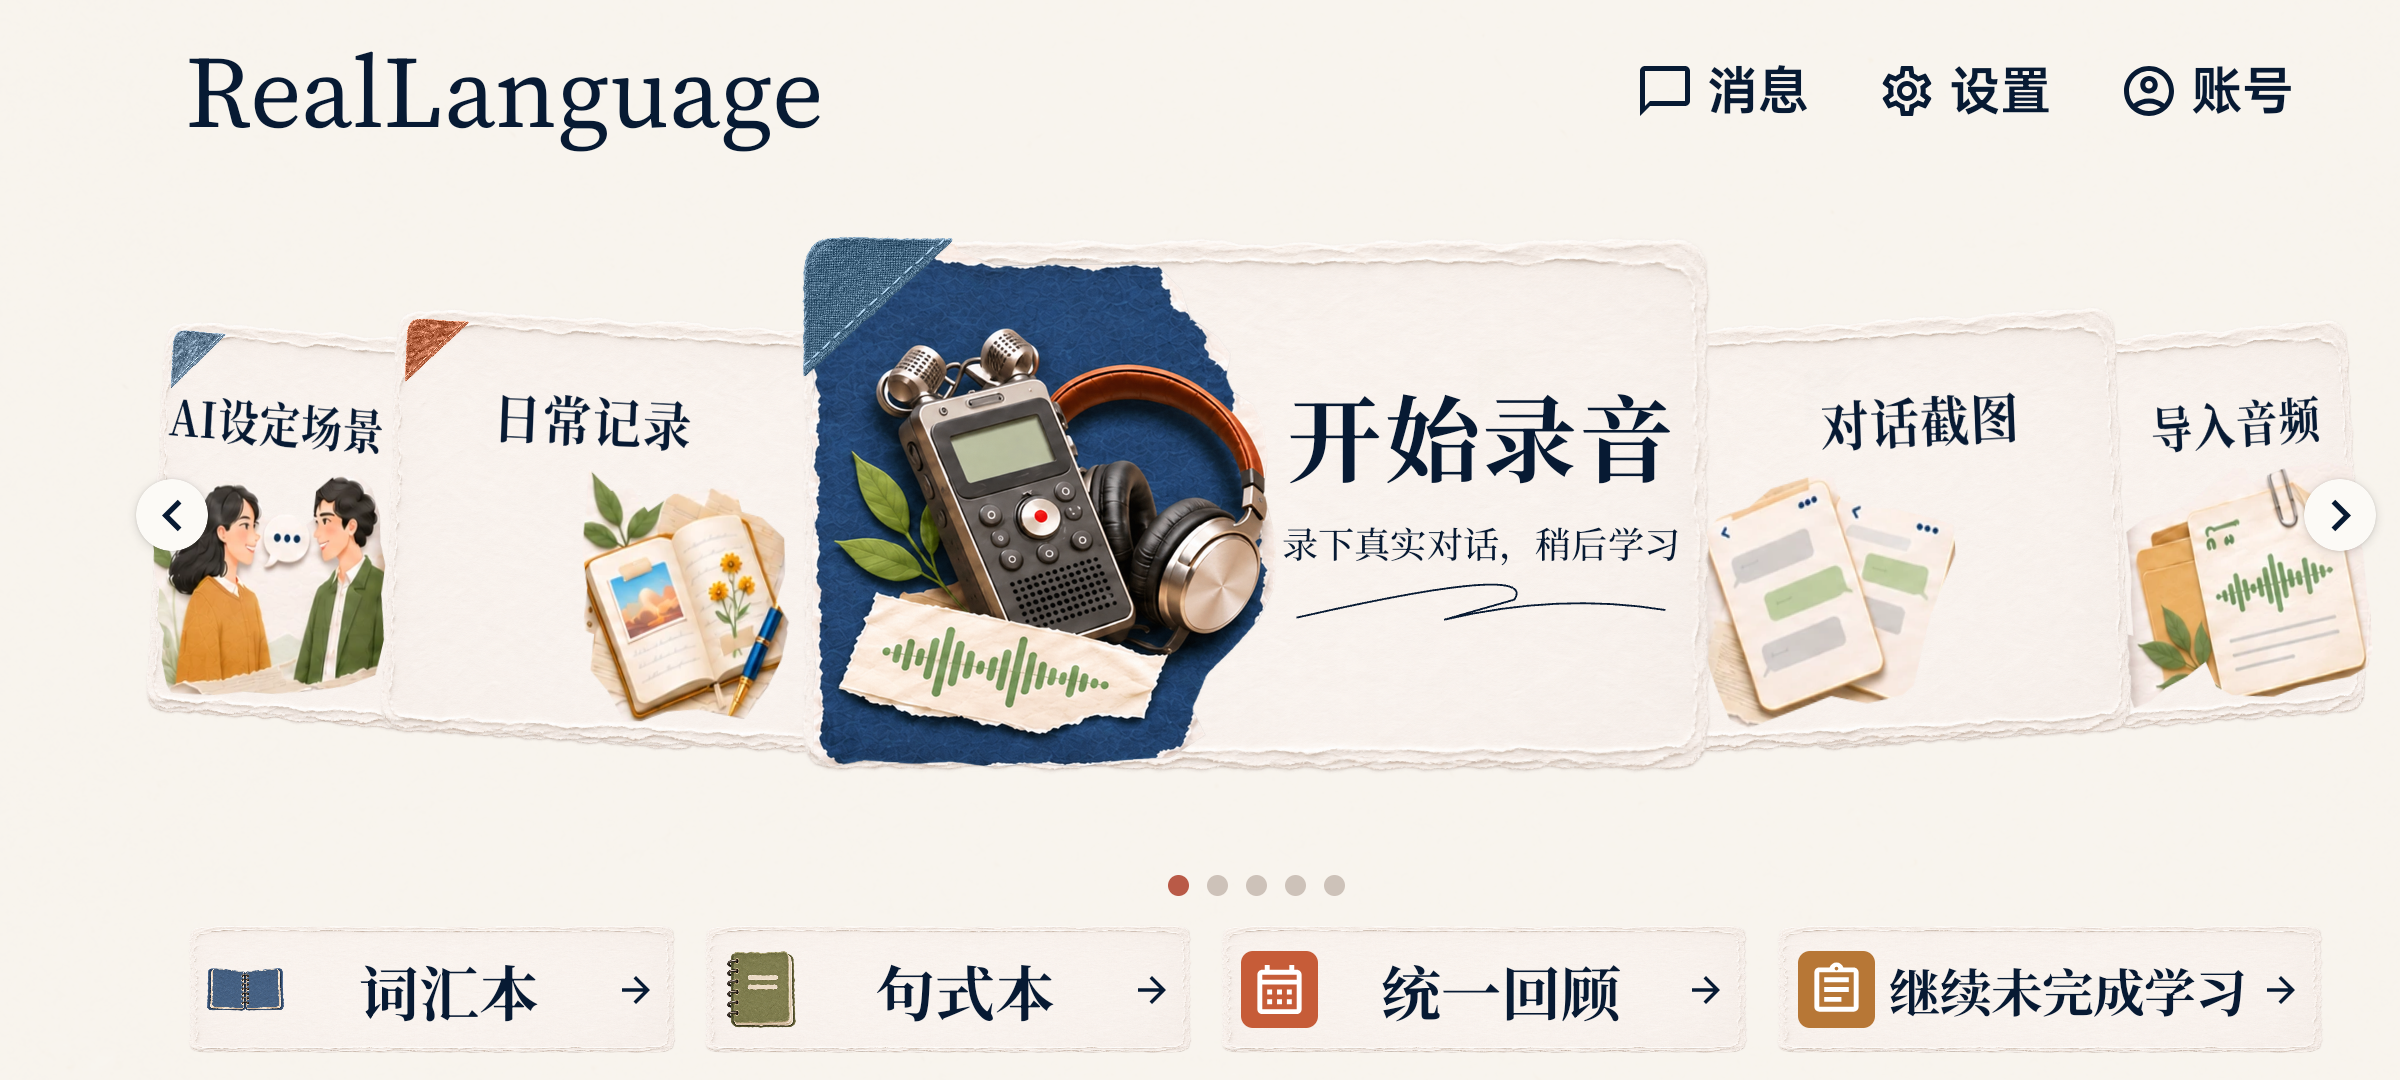 RealLanguage
消息
设置
账号
AI设定场景
日常记录
开始录音
录下真实对话，稍后学习
对话截图
导入音频
词汇本
句式本
统一回顾
继续未完成学习